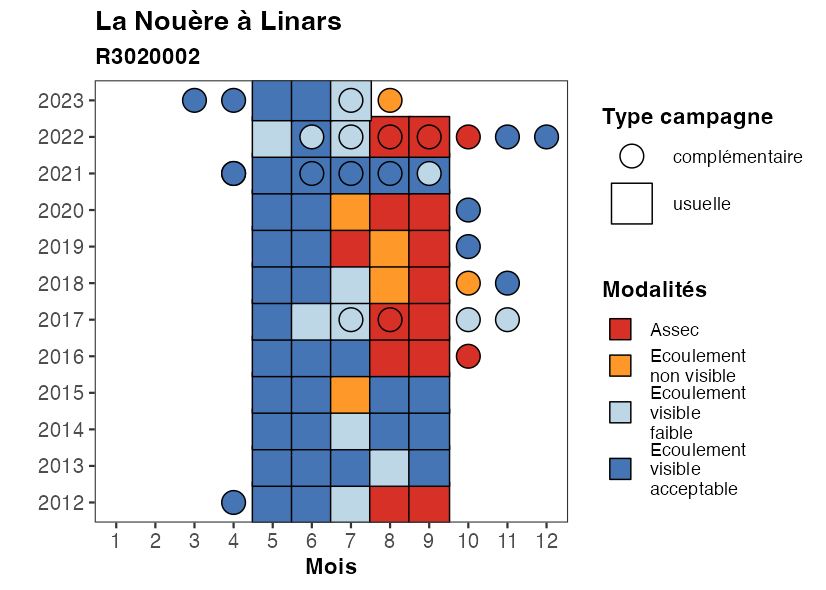 La Nouère à Linars
R3020002
2023
2022
2021
2020
2019
2018
2017
2016
2015
2014
2013
2012
1 2 3 4 5 6 7 8 9 10 11 12
Mois
Type campagne
complémentaire
usuelle
Modalités
Assec
Ecoulement
non visible
Ecoulement
visible
faible
Ecoulement
visible
acceptable